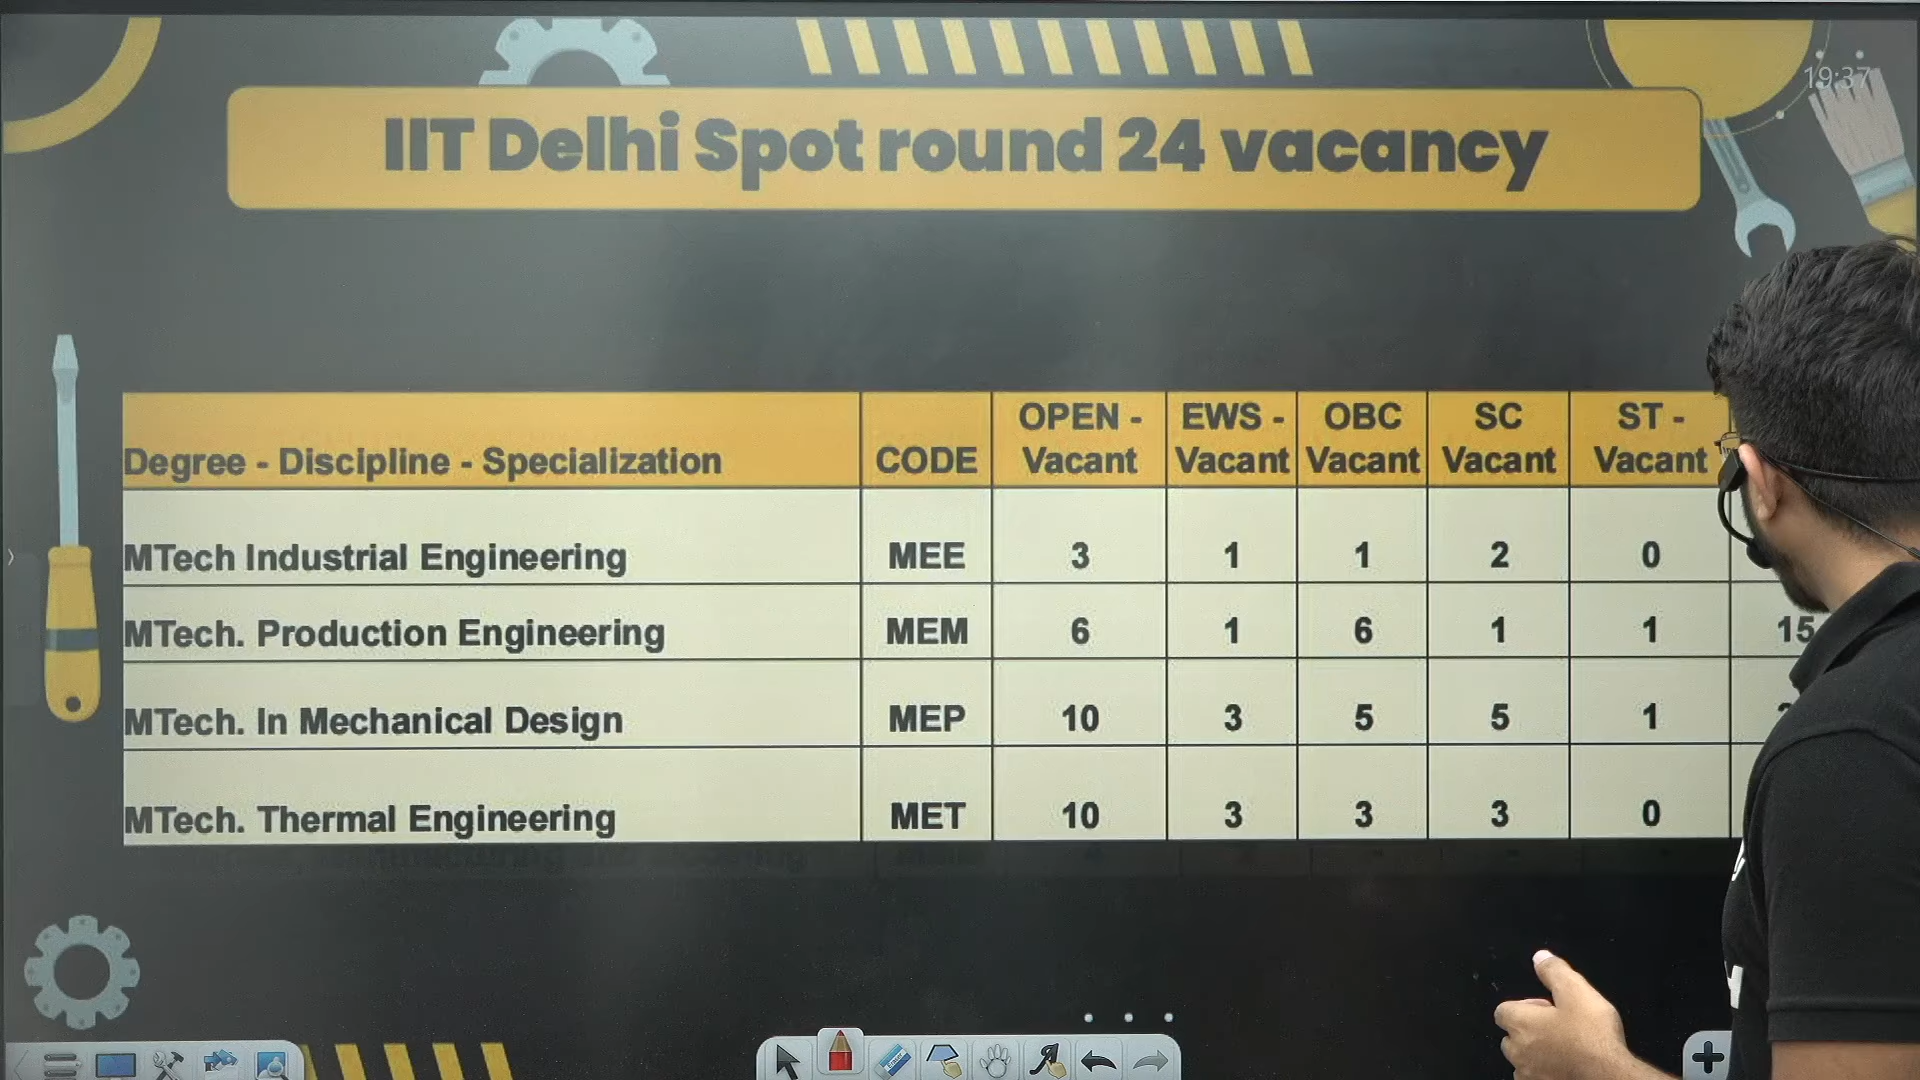 19:37
IIT Delhi Spot round 24 vacancy
Degree - Discipline - Specialization CODE OPEN - Vacant EWS - Vacant OBC Vacant SC Vacant ST - Vacant
MTech Industrial Engineering MEE 3 1 1 2 0
MTech. Production Engineering MEM 6 1 6 1 1 15
MTech. In Mechanical Design MEP 10 3 5 5 1
MTech. Thermal Engineering MET 10 3 3 3 0